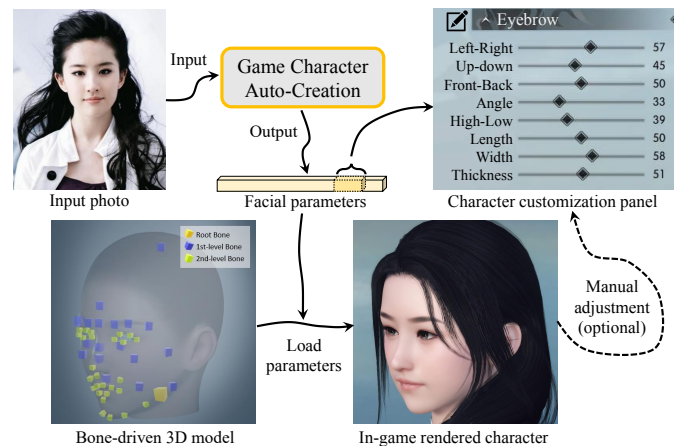 Eyebrow
Left-Right 57
Up-down 45
Front-Back 50
Angle 33
High-Low 39
Length 50
Width 58
Thickness 51
Input
Game Character
Auto-Creation
Output
Input photo
Facial parameters
Character customization panel
Root Bone
1st-level Bone
2nd-level Bone
Load
parameters
Manual
adjustment
(optional)
Bone-driven 3D model
In-game rendered character